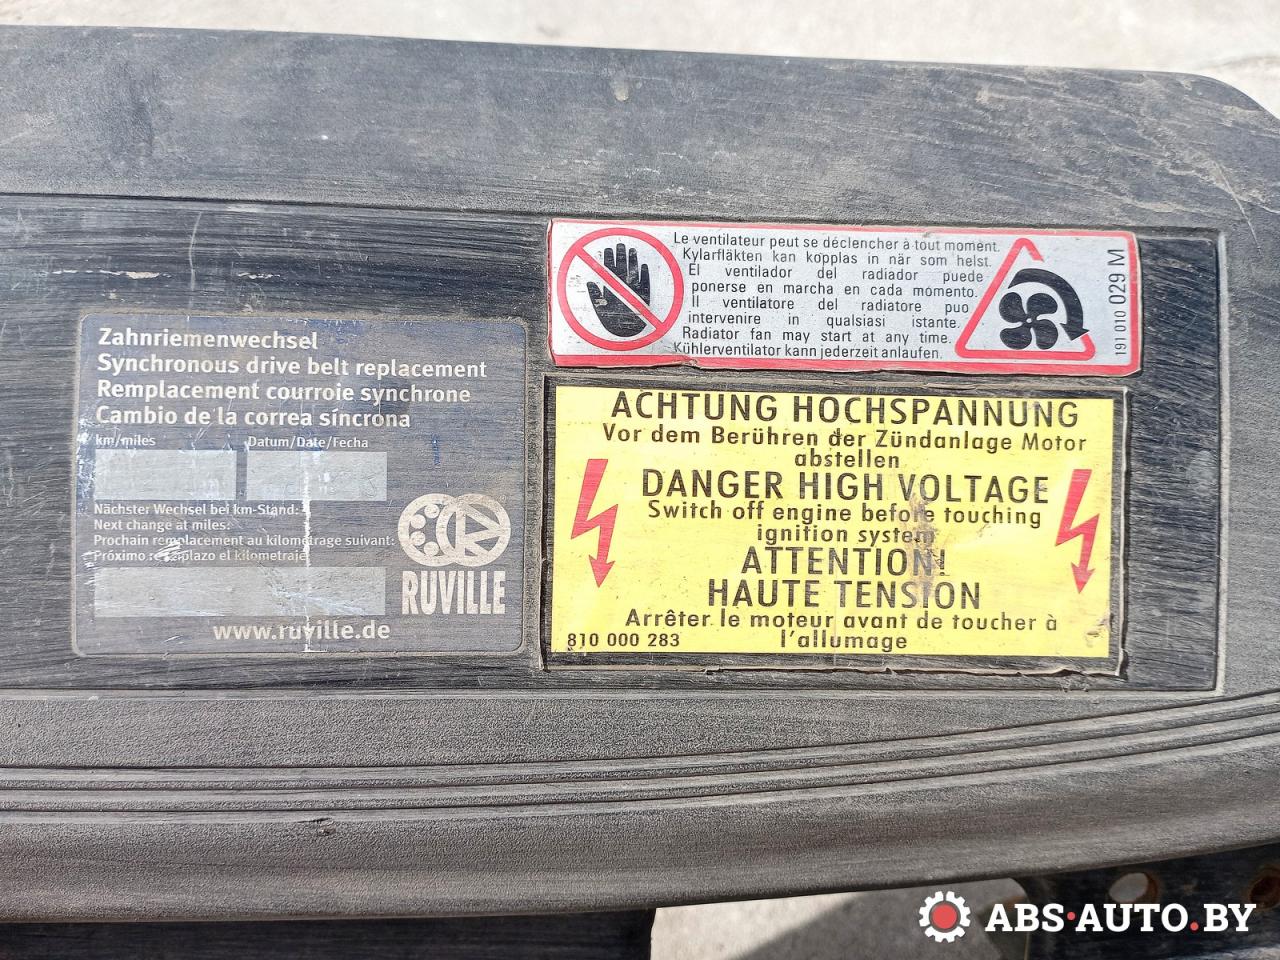 Zahnriemenwechsel
Synchronous drive belt replacement
Remplacement courroie synchrone
Cambio de la correa síncrona
km/miles
Datum/Date/Fecha
Nächster Wechsel bei km-Stand:
Next change at miles:
Prochain remplacement au kilométrage suivant:
Próximo el kilometraje
RUVILLE
www.ruville.de
Le ventilateur peut se déclencher à tout moment.
Kylarfläkten kan kopplas in när som helst.
El ventilador del radiador puede
ponerse en marcha en cada momento.
Il ventilatore del radiatore puo
intervenire in qualsiasi istante.
Radiator fan may start at any time.
Kühlerventilator kann jederzeit anlaufen.
191 010 029 M
ACHTUNG HOCHSPANNUNG
Vor dem Berühren der Zündanlage Motor
abstellen
DANGER HIGH VOLTAGE
Switch off engine before touching
ignition system
ATTENTION!
HAUTE TENSION
Arrêter le moteur avant de toucher à
l'allumage
810 000 283
ABS·AUTO.BY